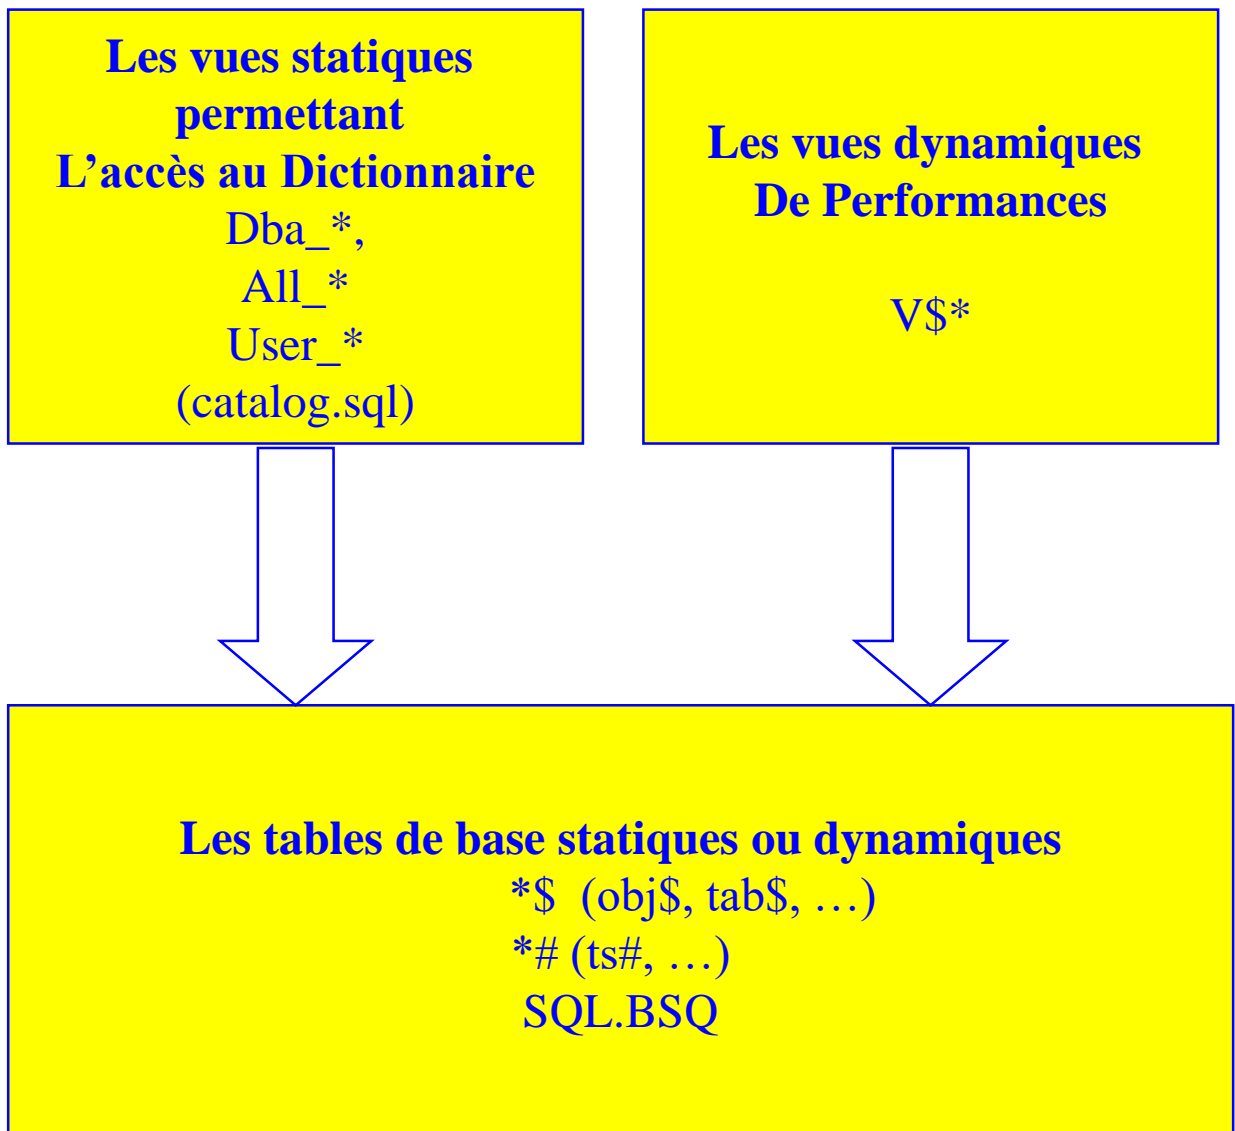 Les vues statiques
permettant
L’accès au Dictionnaire
Dba_*,
All_*
User_*
(catalog.sql)
Les vues dynamiques
De Performances
V$*
Les tables de base statiques ou dynamiques
*$ (obj$, tab$, …)
*# (ts#, …)
SQL.BSQ